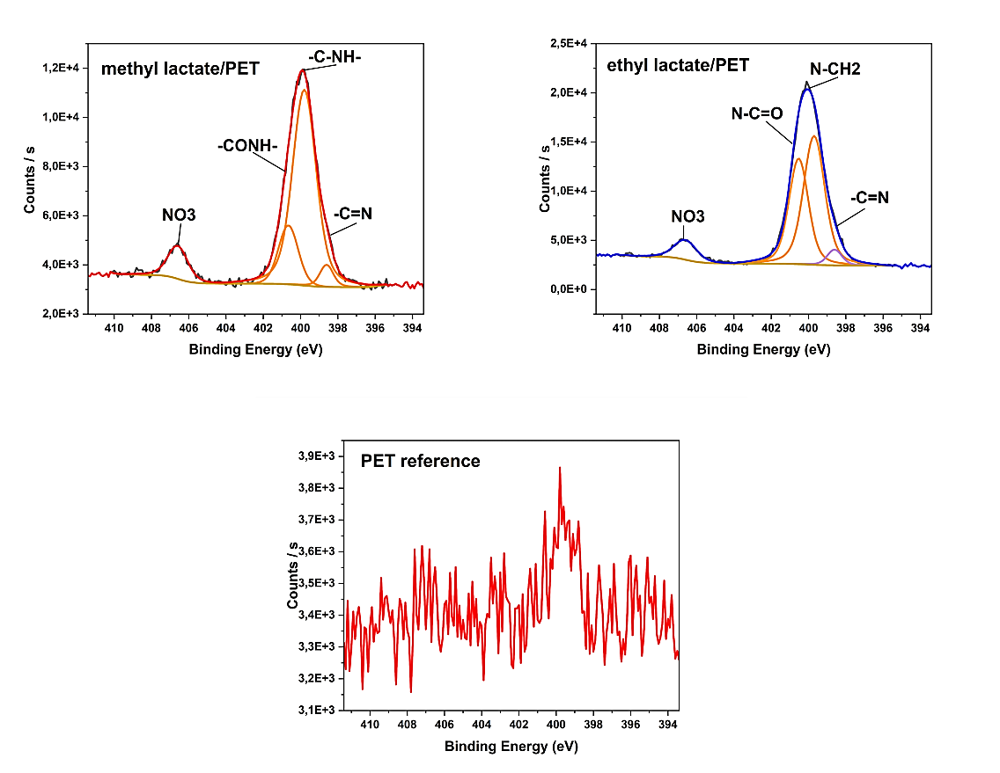 methyl lactate/PET
-C-NH-
-CONH-
NO3
-C=N
1,2E+4
1,0E+4
8,0E+3
6,0E+3
4,0E+3
2,0E+3
Counts / s
410 408 406 404 402 400 398 396 394
Binding Energy (eV)
ethyl lactate/PET
N-CH2
N-C=O
-C=N
NO3
2,5E+4
2,0E+4
1,5E+4
1,0E+4
5,0E+3
0,0E+0
Counts / s
410 408 406 404 402 400 398 396 394
Binding Energy (eV)
PET reference
3,9E+3
3,8E+3
3,7E+3
3,6E+3
3,5E+3
3,4E+3
3,3E+3
3,2E+3
3,1E+3
Counts / s
410 408 406 404 402 400 398 396 394
Binding Energy (eV)